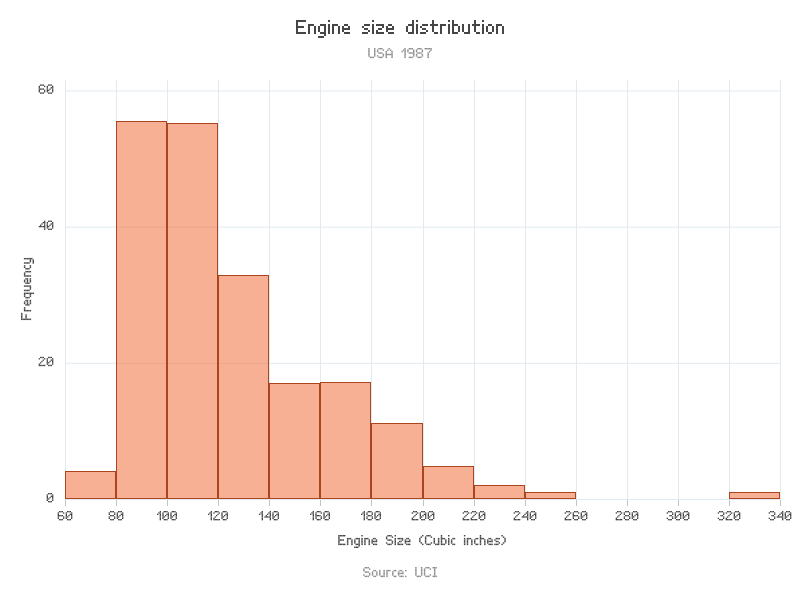 Engine size distribution
USA 1987
60
40
20
0
Frequency
60 80 100 120 140 160 180 200 220 240 260 280 300 320 340
Engine Size (Cubic inches)
Source: UCI